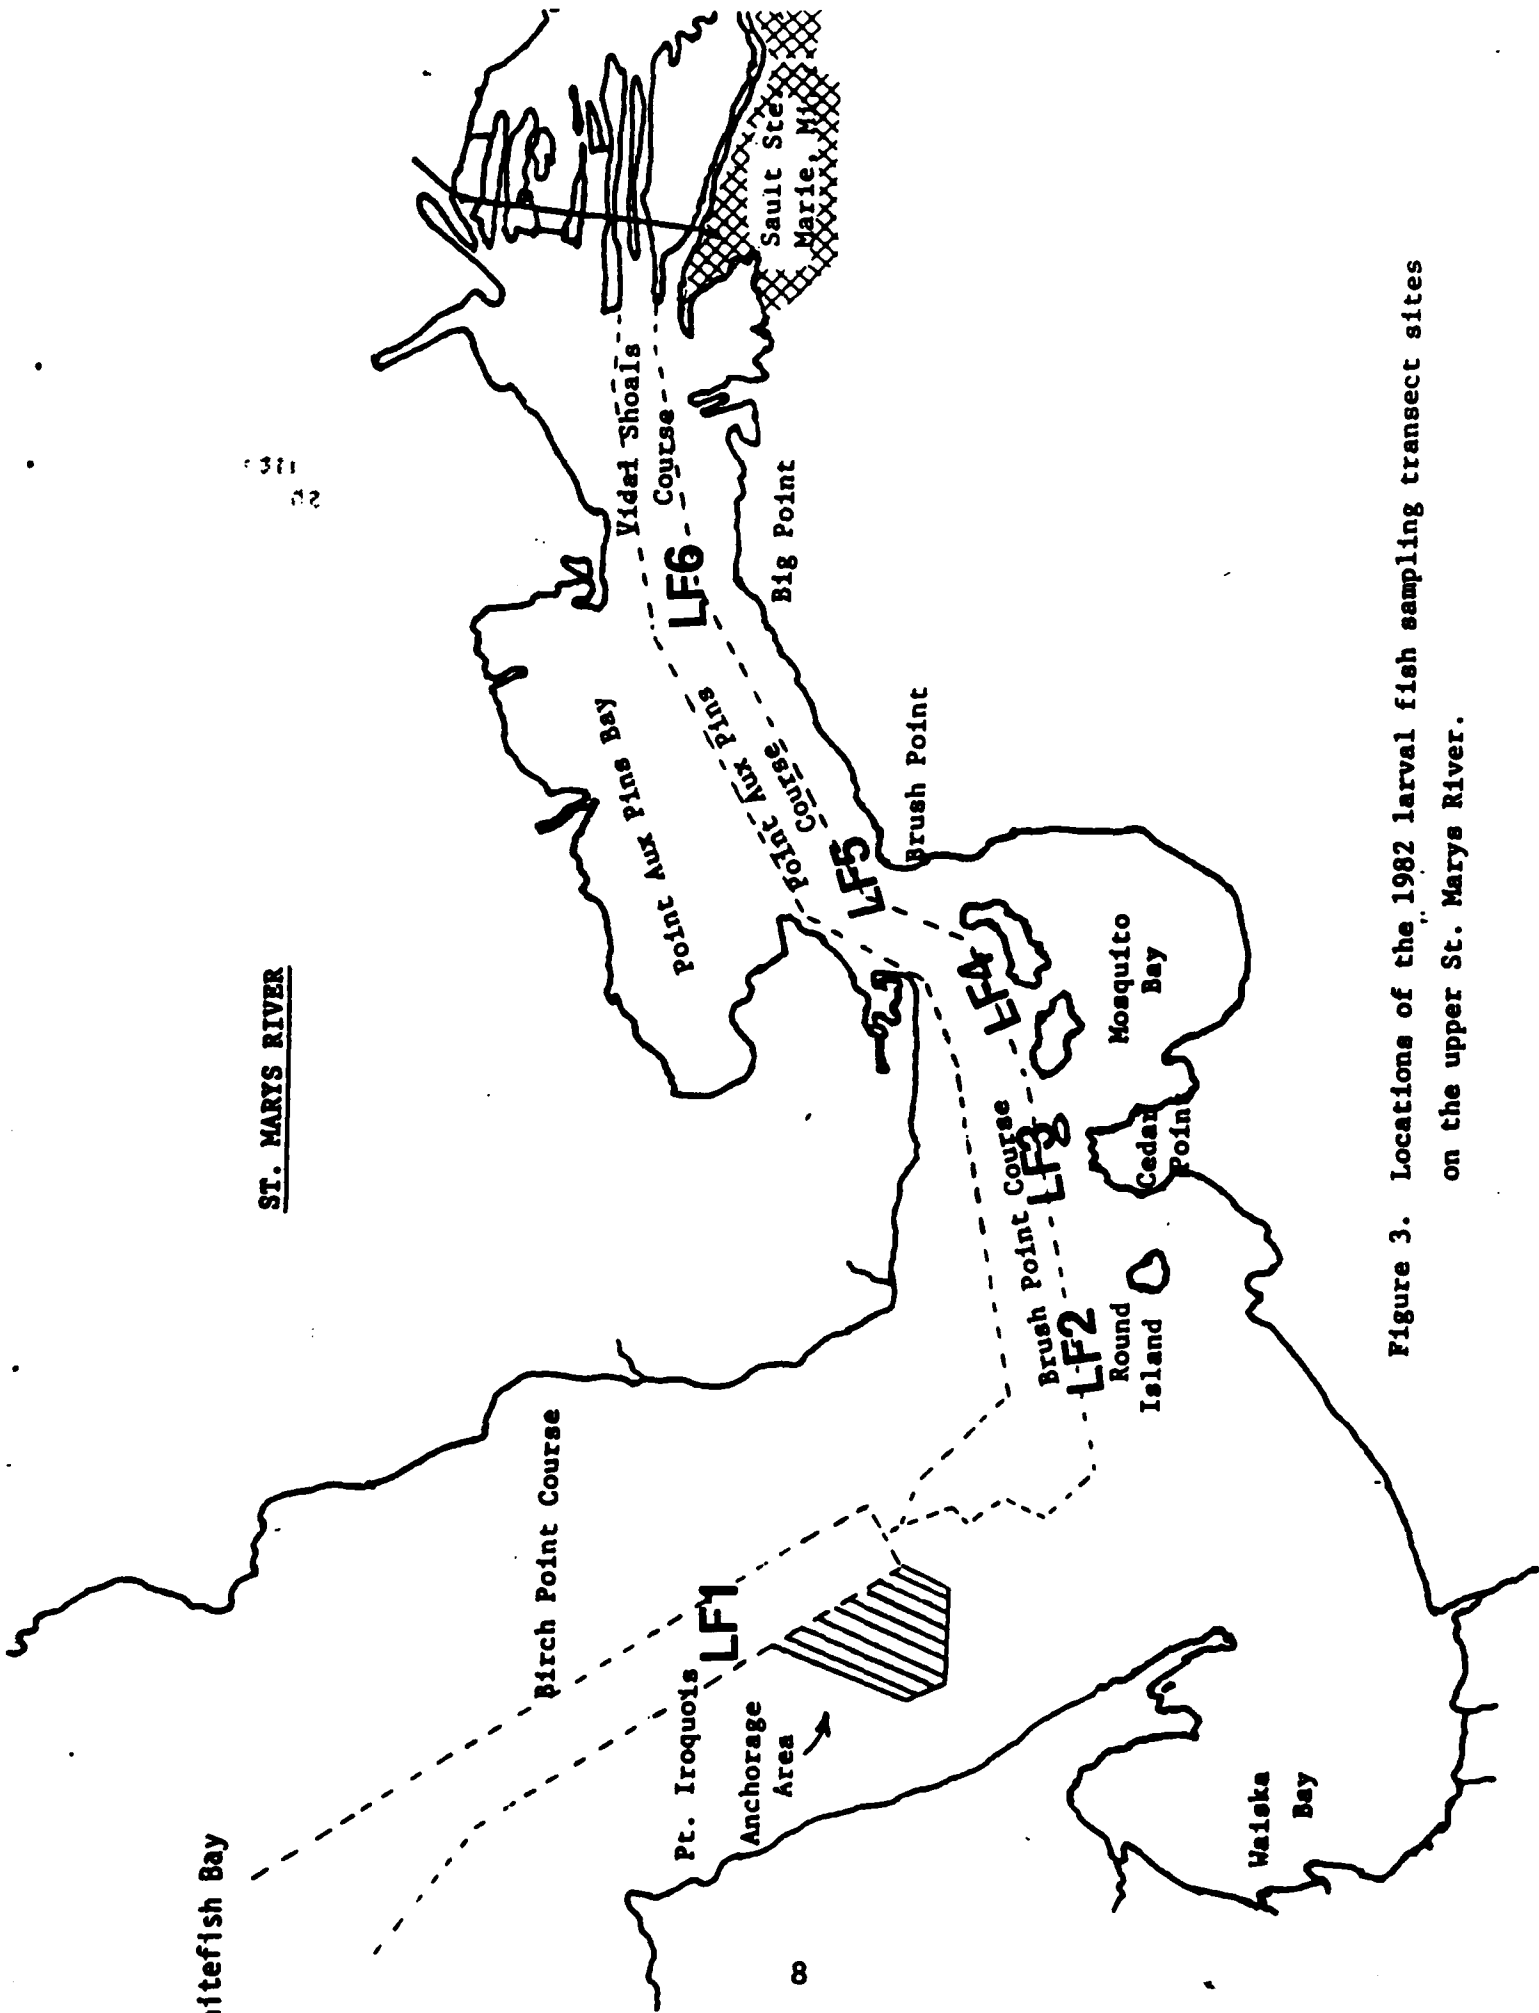 ST. MARYS RIVER
itefish Bay
Birch Point Course
LF1
Pt. Iroquois
Anchorage
Area
Waiska
Bay
Brush Point Course
LF2
Round
Island
LF3
Cedar
Point
LF4
Mosquito
Bay
LF5
Brush Point
Point Aux Pins Bay
Point Aux Pins
Course
LF6
Big Point
Vidal Shoals
Course
Sault Ste.
Marie, Mi
8
Figure 3. Locations of the 1982 larval fish sampling transect sites
on the upper St. Marys River.